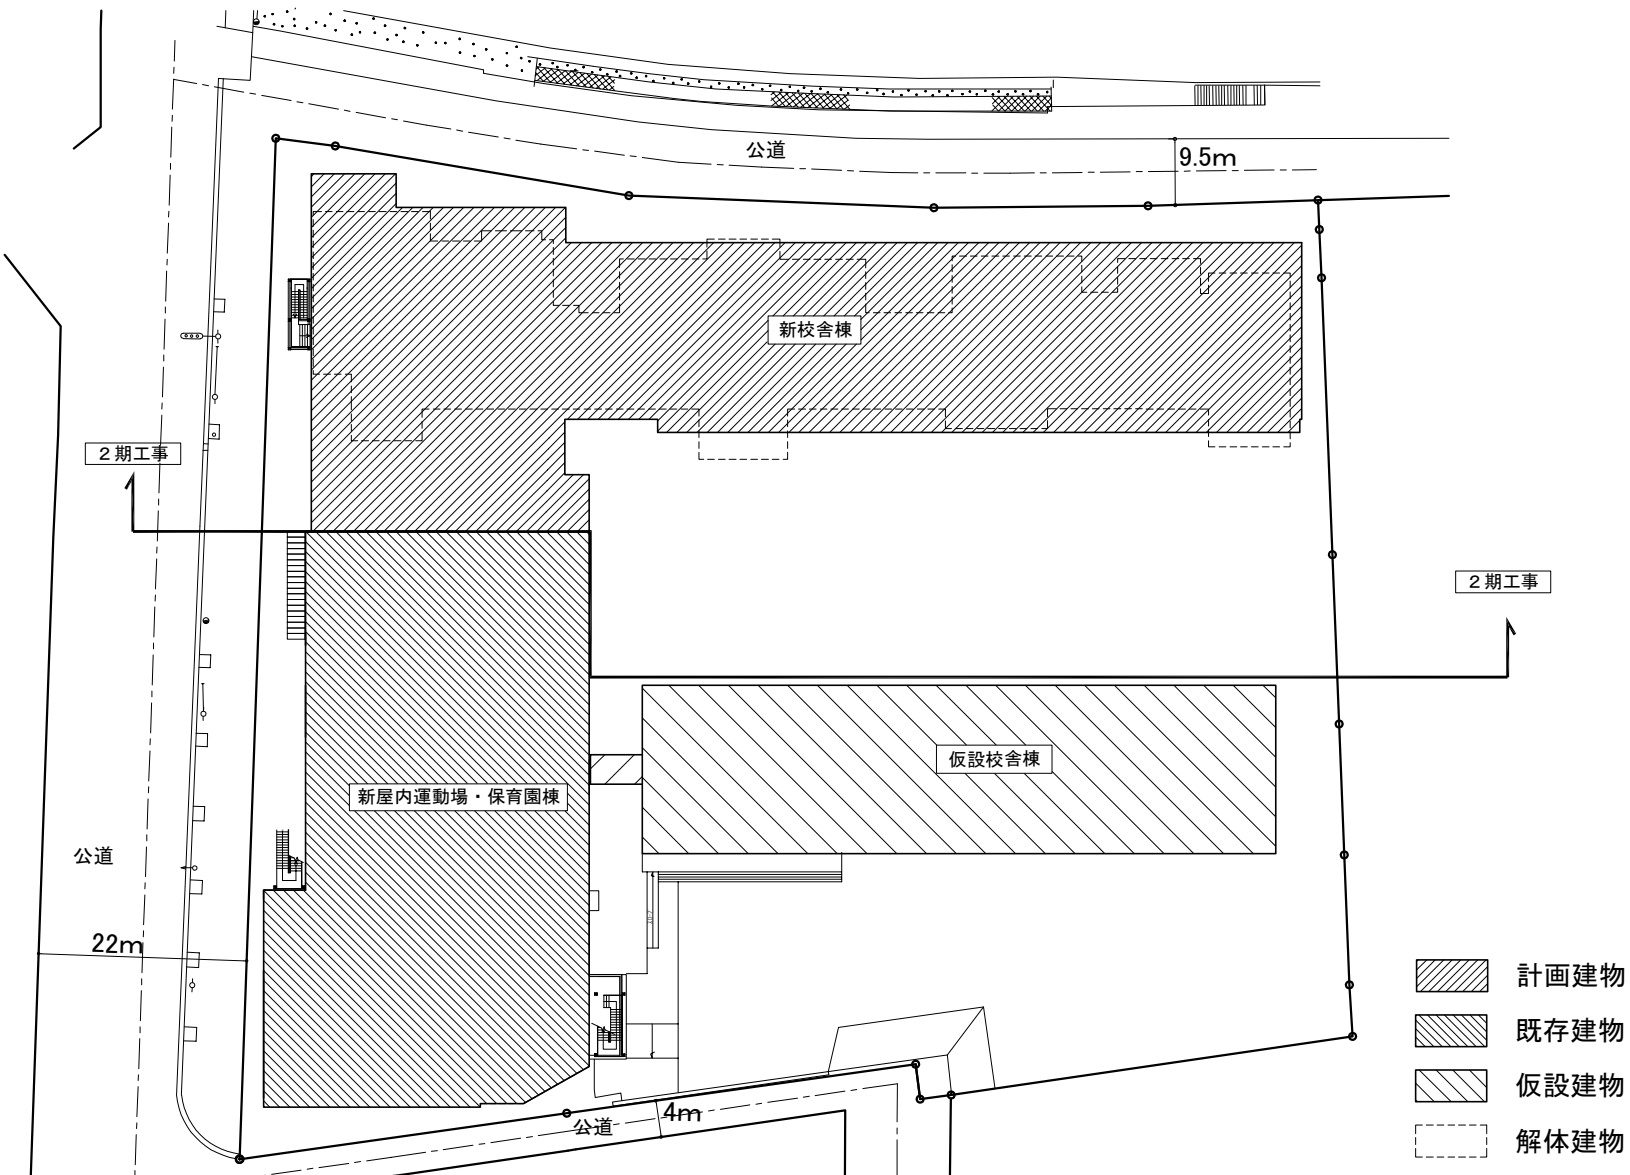 公道
9.5m
新校舎棟
２期工事
２期工事
仮設校舎棟
新屋内運動場・保育園棟
公道
22m
4m
公道
計画建物
既存建物
仮設建物
解体建物